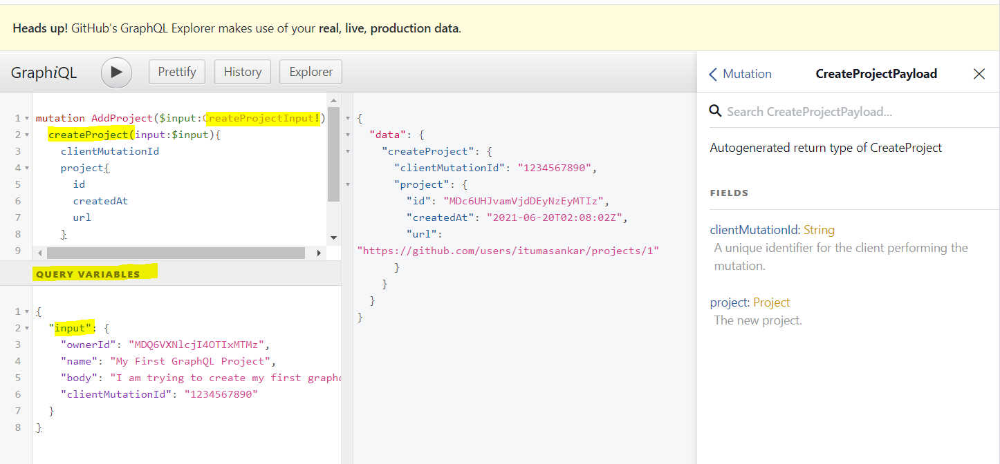 Heads up! GitHub's GraphQL Explorer makes use of your real, live, production data.
GraphiQL
Prettify
History
Explorer
1 mutation AddProject($input:CreateProjectInput!)
2 createProject(input:$input){
3 clientMutationId
4 project{
5 id
6 createdAt
7 url
8 }
9
QUERY VARIABLES
1 {
2 "input": {
3 "ownerId": "MDQ6VXNlcjI4OTIxMTMz",
4 "name": "My First GraphQL Project",
5 "body": "I am trying to create my first graphq
6 "clientMutationId": "1234567890"
7 }
8 }
{
"data": {
"createProject": {
"clientMutationId": "1234567890",
"project": {
"id": "MDc6UHJvamVjdDEyNzEyMTIz",
"createdAt": "2021-06-20T02:08:02Z",
"url":
"https://github.com/users/itumasankar/projects/1"
}
}
}
}
Mutation
CreateProjectPayload
Search CreateProjectPayload...
Autogenerated return type of CreateProject
FIELDS
clientMutationId: String
A unique identifier for the client performing the
mutation.
project: Project
The new project.